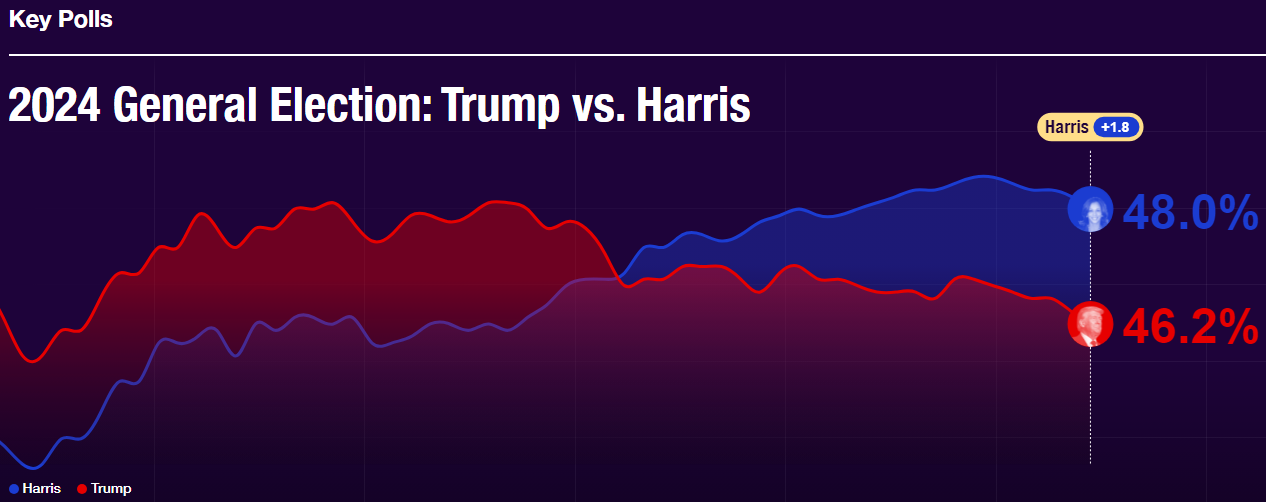 Key Polls
2024 General Election: Trump vs. Harris
Harris +1.8
48.0%
46.2%
Harris Trump